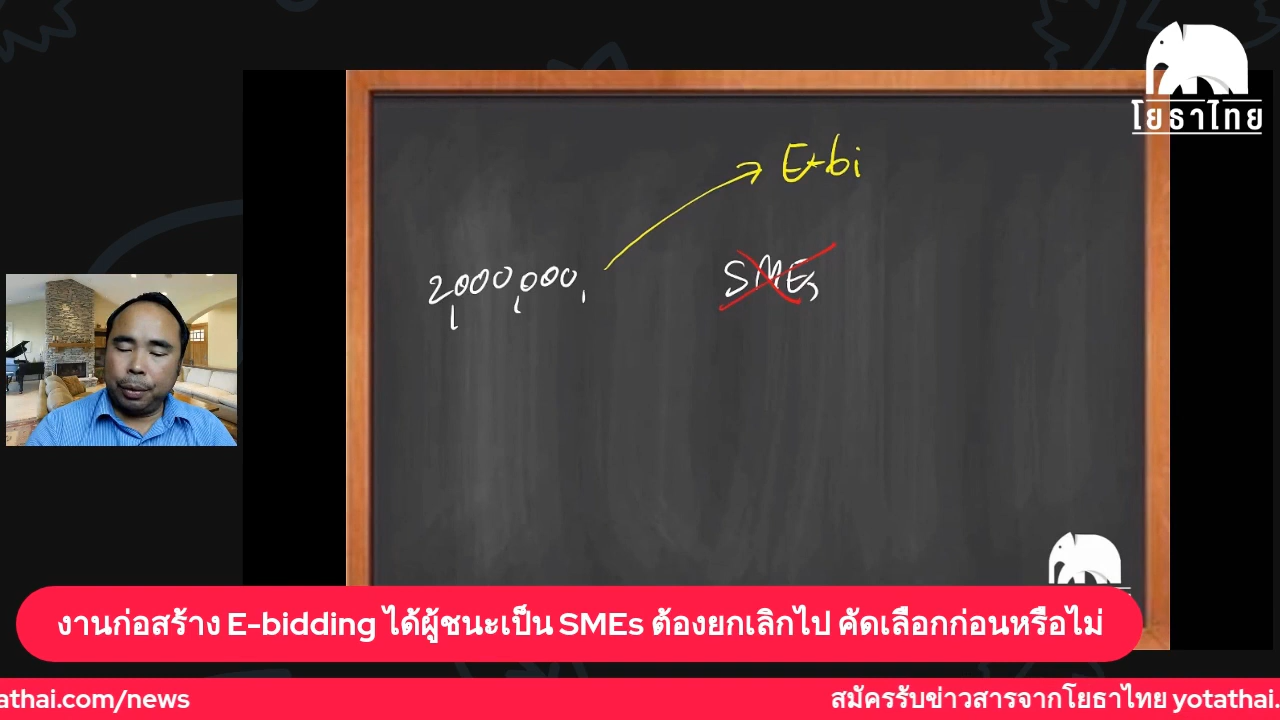 โยธาไทย
E-bi
2,000,000,
SMEs
งานก่อสร้าง E-bidding ได้ผู้ชนะเป็น SMEs ต้องยกเลิกไป คัดเลือกก่อนหรือไม่
athai.com/news
สมัครรับข่าวสารจากโยธาไทย yotathai.